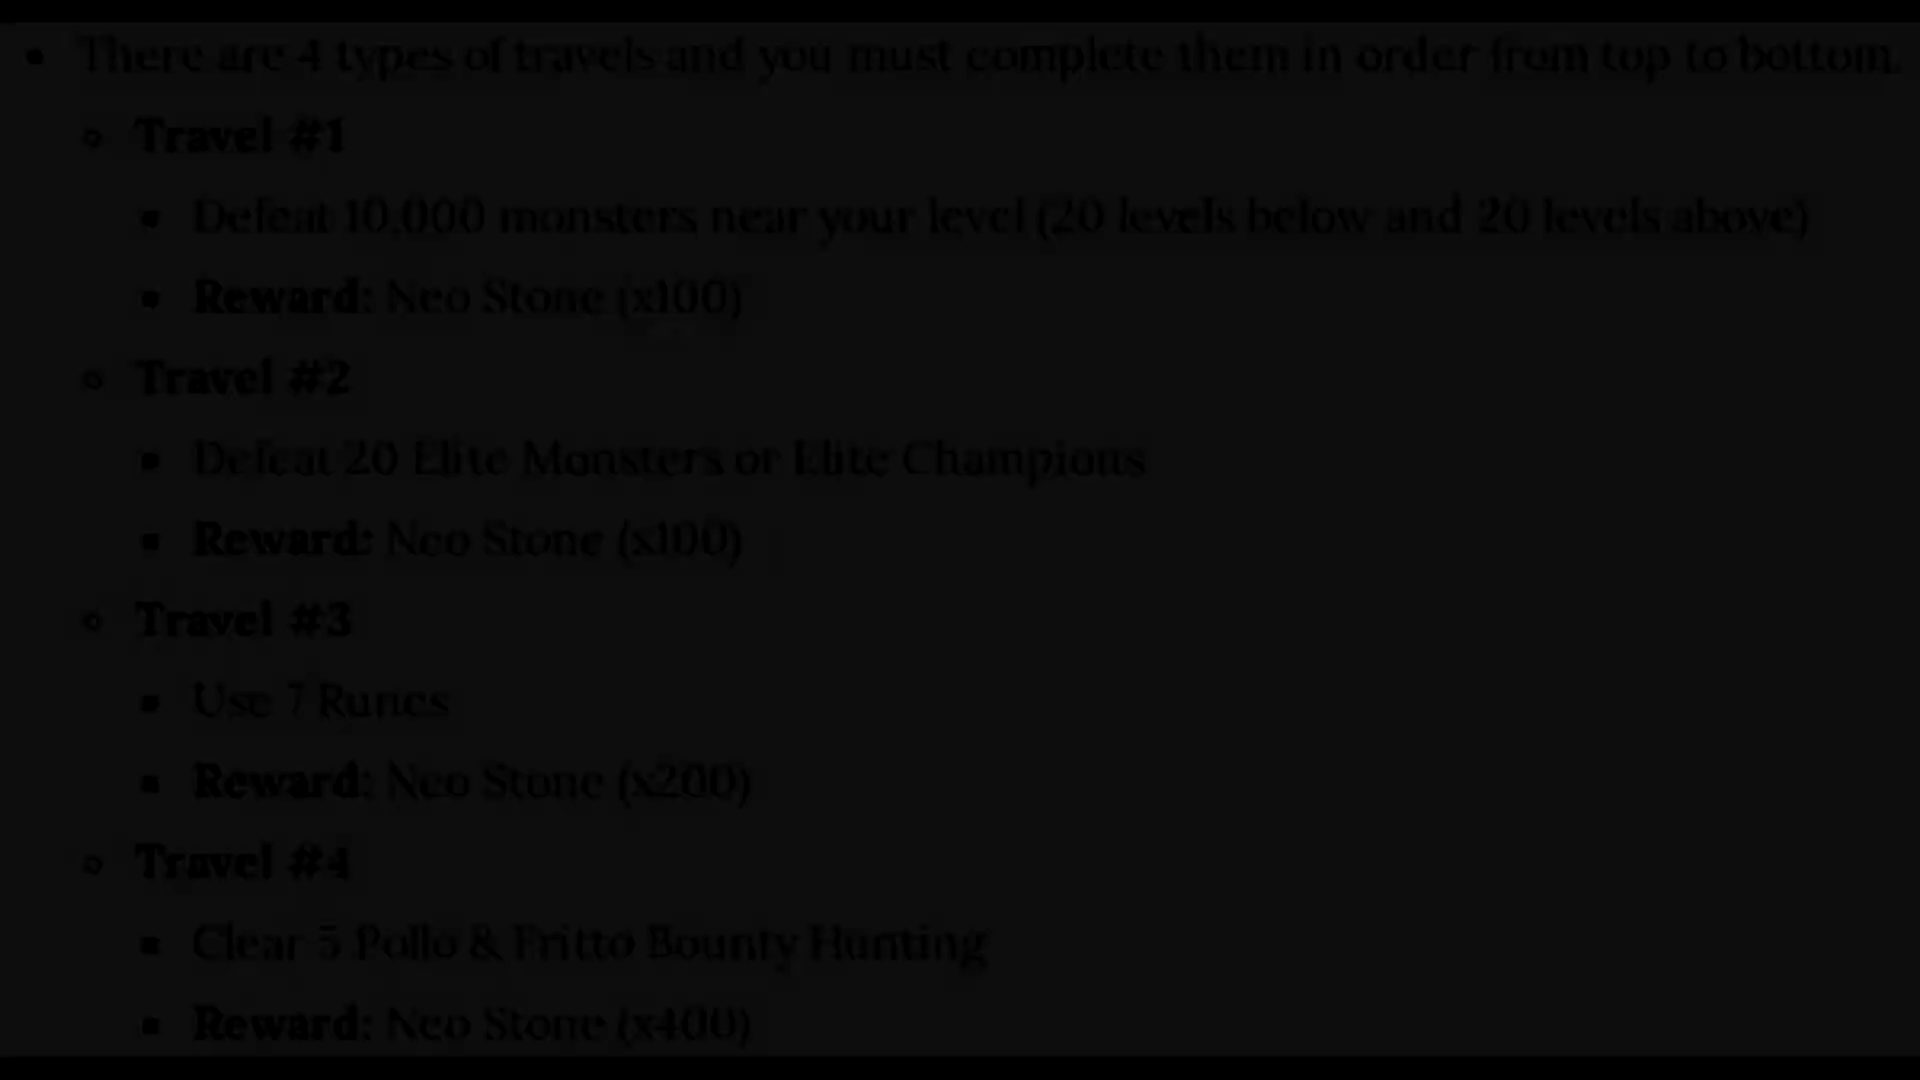 There are 4 types of travels and you must complete them in order from top to bottom.
Travel #1
Defeat 10,000 monsters near your level (20 levels below and 20 levels above)
Reward: Neo Stone (x100)
Travel #2
Defeat 20 Elite Monsters or Elite Champions
Reward: Neo Stone (x100)
Travel #3
Use 7 Runes
Reward: Neo Stone (x200)
Travel #4
Clear 5 Pollo & Fritto Bounty Hunting
Reward: Neo Stone (x400)